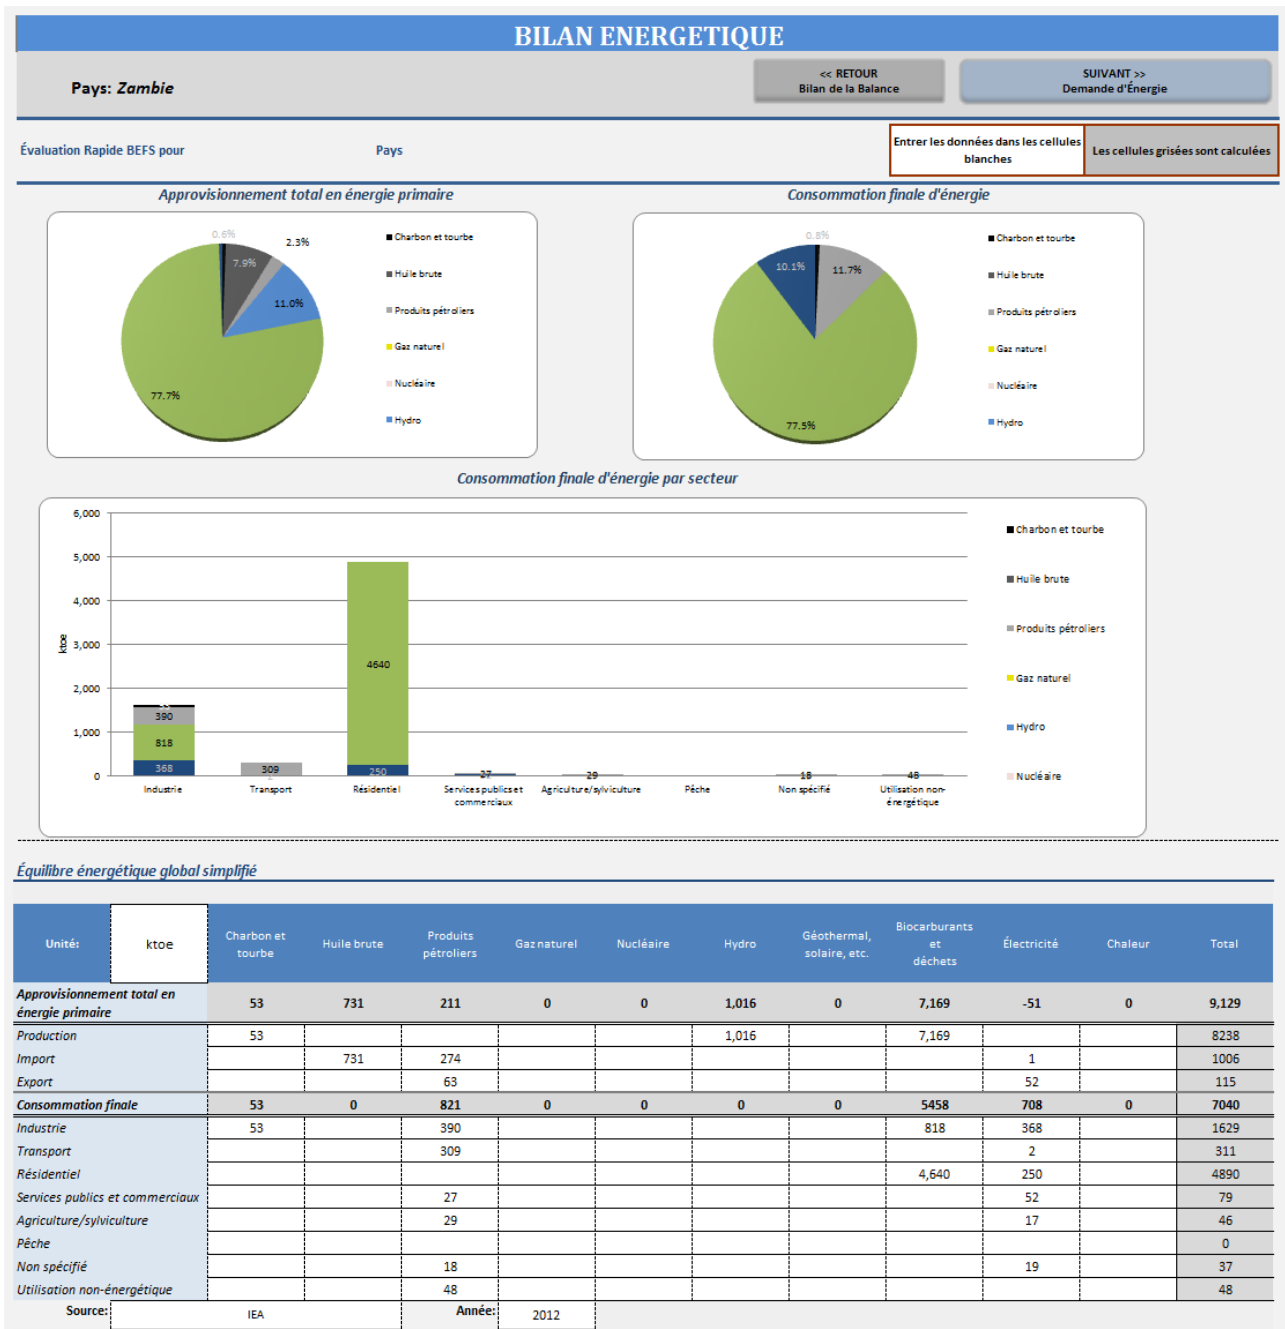 BILAN ENERGETIQUE
Pays: Zambie
<< RETOUR
Bilan de la Balance
SUIVANT >>
Demande d'Énergie
Évaluation Rapide BEFS pour Pays
Entrer les données dans les cellules
blanches
Les cellules grisées sont calculées
Approvisionnement total en énergie primaire
0.6%
2.3%
7.9%
11.0%
77.7%
Charbon et tourbe
Huile brute
Produits pétroliers
Gaz naturel
Nucléaire
Hydro
Consommation finale d'énergie
0.8%
10.1%
11.7%
77.5%
Charbon et tourbe
Huile brute
Produits pétroliers
Gaz naturel
Nucléaire
Hydro
Consommation finale d'énergie par secteur
6,000
5,000
4,000
3,000
2,000
1,000
0
ktoe
390
818
368
309
4640
250
27
29
18
48
Industrie
Transport
Résidentiel
Services publics et
commerciaux
Agriculture/sylviculture
Pêche
Non spécifié
Utilisation non-
énergétique
Charbon et tourbe
Huile brute
Produits pétroliers
Gaz naturel
Hydro
Nucléaire
Équilibre énergétique global simplifié
Unité: ktoe
Charbon et
tourbe
Huile brute
Produits
pétroliers
Gaz naturel
Nucléaire
Hydro
Géothermal,
solaire, etc.
Biocarburants
et
déchets
Électricité
Chaleur
Total
Approvisionnement total en
énergie primaire
53 731 211 0 0 1,016 0 7,169 -51 0 9,129
Production 53 1,016 7,169 8238
Import 731 274 1 1006
Export 63 52 115
Consommation finale 53 0 821 0 0 0 0 5458 708 0 7040
Industrie 53 390 818 368 1629
Transport 309 2 311
Résidentiel 4,640 250 4890
Services publics et commerciaux 27 52 79
Agriculture/sylviculture 29 17 46
Pêche 0
Non spécifié 18 19 37
Utilisation non-énergétique 48 48
Source: IEA Année: 2012